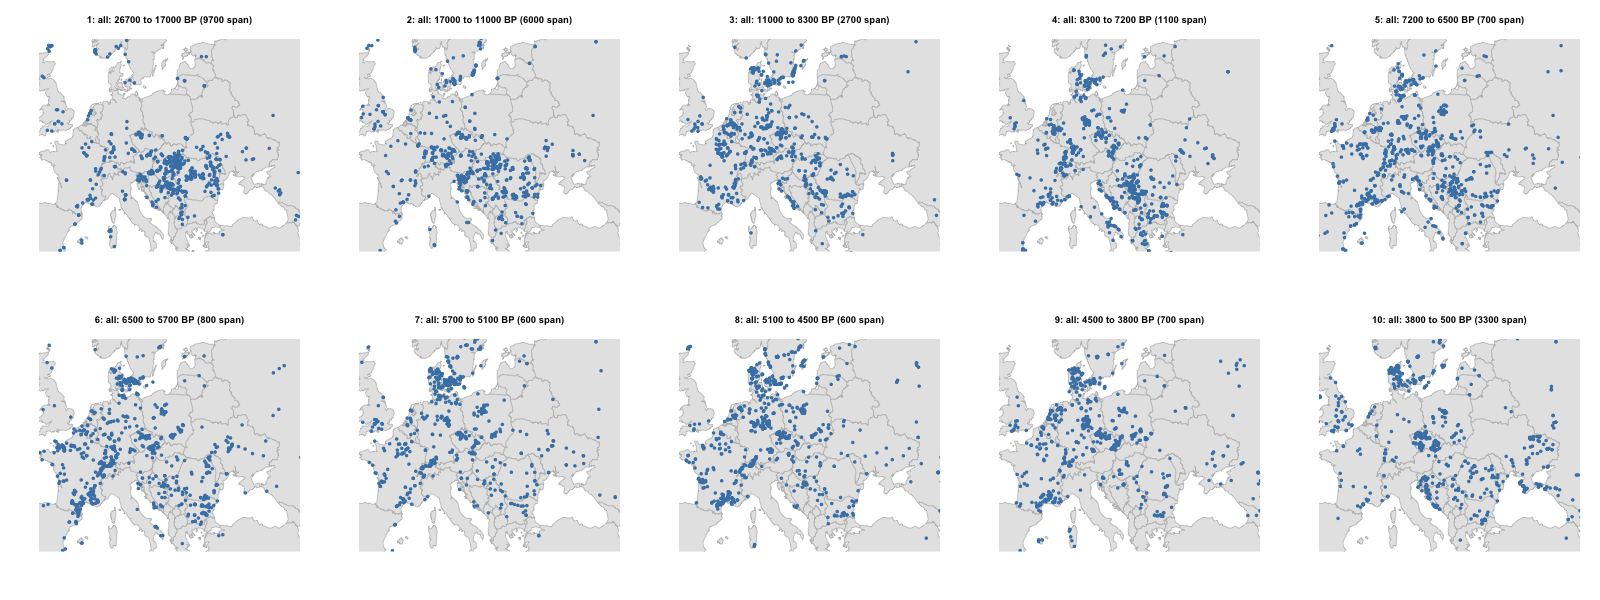 1: all: 26700 to 17000 BP (9700 span)
2: all: 17000 to 11000 BP (6000 span)
3: all: 11000 to 8300 BP (2700 span)
4: all: 8300 to 7200 BP (1100 span)
5: all: 7200 to 6500 BP (700 span)
6: all: 6500 to 5700 BP (800 span)
7: all: 5700 to 5100 BP (600 span)
8: all: 5100 to 4500 BP (600 span)
9: all: 4500 to 3800 BP (700 span)
10: all: 3800 to 500 BP (3300 span)